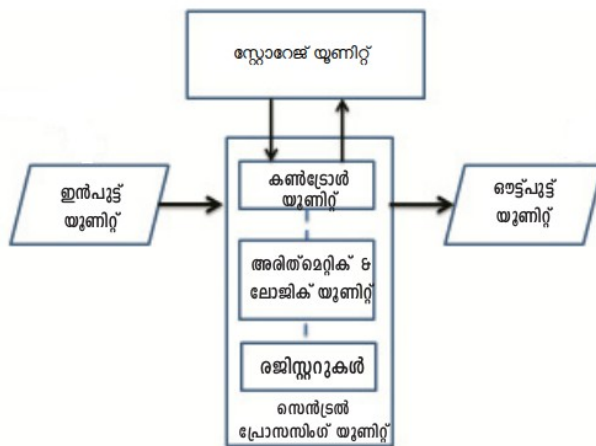 സ്റ്റോറേജ് യൂണിറ്റ്
ഇൻപുട്ട്
യൂണിറ്റ്
കൺട്രോൾ
യൂണിറ്റ്
ഔട്ട്പുട്ട്
യൂണിറ്റ്
അരിത്മെറ്റിക് &
ലോജിക് യൂണിറ്റ്
രജിസ്റ്ററുകൾ
സെൻട്രൽ
പ്രോസസിംഗ് യൂണിറ്റ്